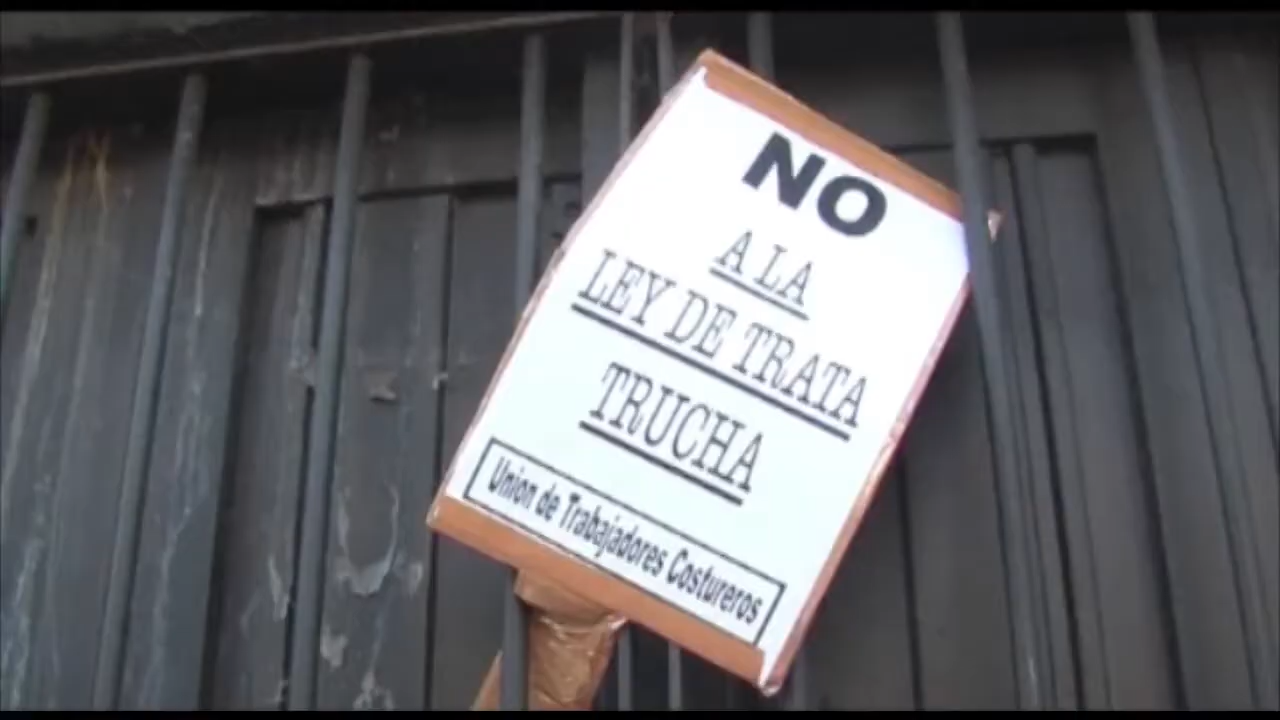 NO
A LA
LEY DE TRATA
TRUCHA
Union de Trabajadores Costureros